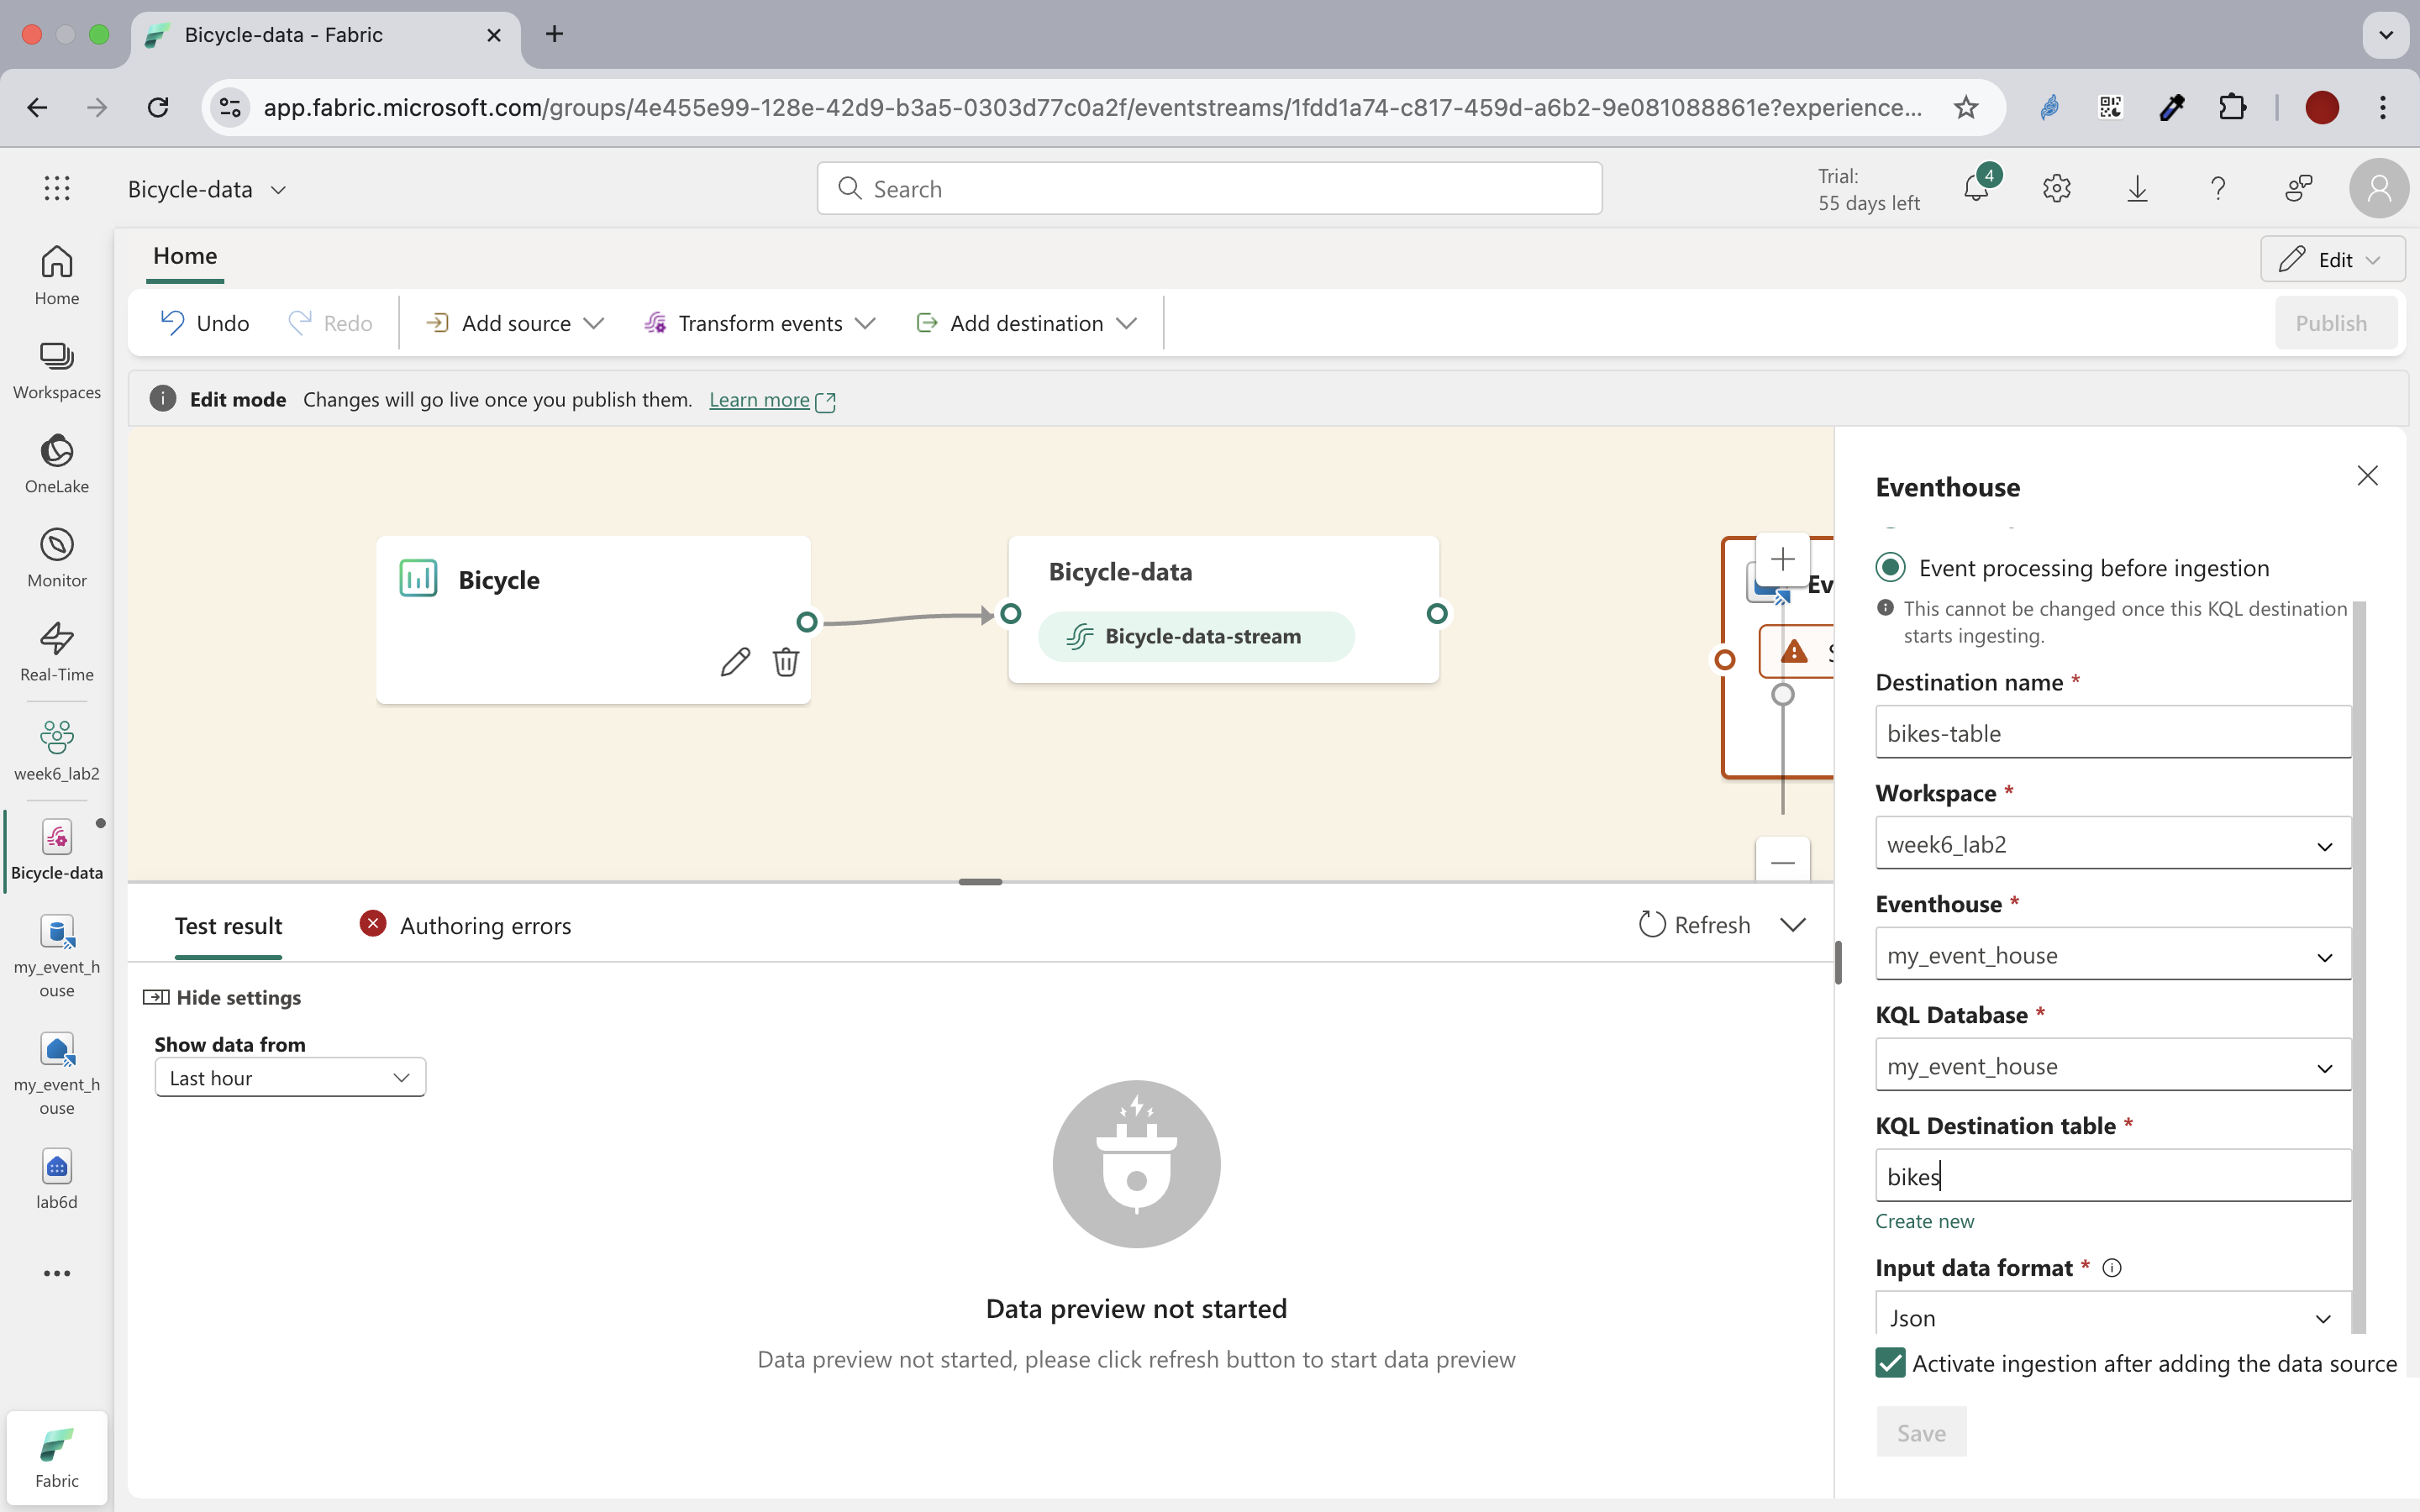 Bicycle-data - Fabric
app.fabric.microsoft.com/groups/4e455e99-128e-42d9-b3a5-0303d77c0a2f/eventstreams/1fdd1a74-c817-459d-a6b2-9e081088861e?experience...
Bicycle-data
Search
Trial:
55 days left
4
Home
Edit
Undo
Redo
Add source
Transform events
Add destination
Publish
Edit mode Changes will go live once you publish them. Learn more
Home
Workspaces
OneLake
Monitor
Real-Time
week6_lab2
Bicycle-data
my_event_h
ouse
my_event_h
ouse
lab6d
Fabric
Bicycle
Bicycle-data
Bicycle-data-stream
Ev
S
Test result
Authoring errors
Refresh
Hide settings
Show data from
Last hour
Data preview not started
Data preview not started, please click refresh button to start data preview
Eventhouse
Event processing before ingestion
This cannot be changed once this KQL destination
starts ingesting.
Destination name *
bikes-table
Workspace *
week6_lab2
Eventhouse *
my_event_house
KQL Database *
my_event_house
KQL Destination table *
bikes
Create new
Input data format *
Json
Activate ingestion after adding the data source
Save